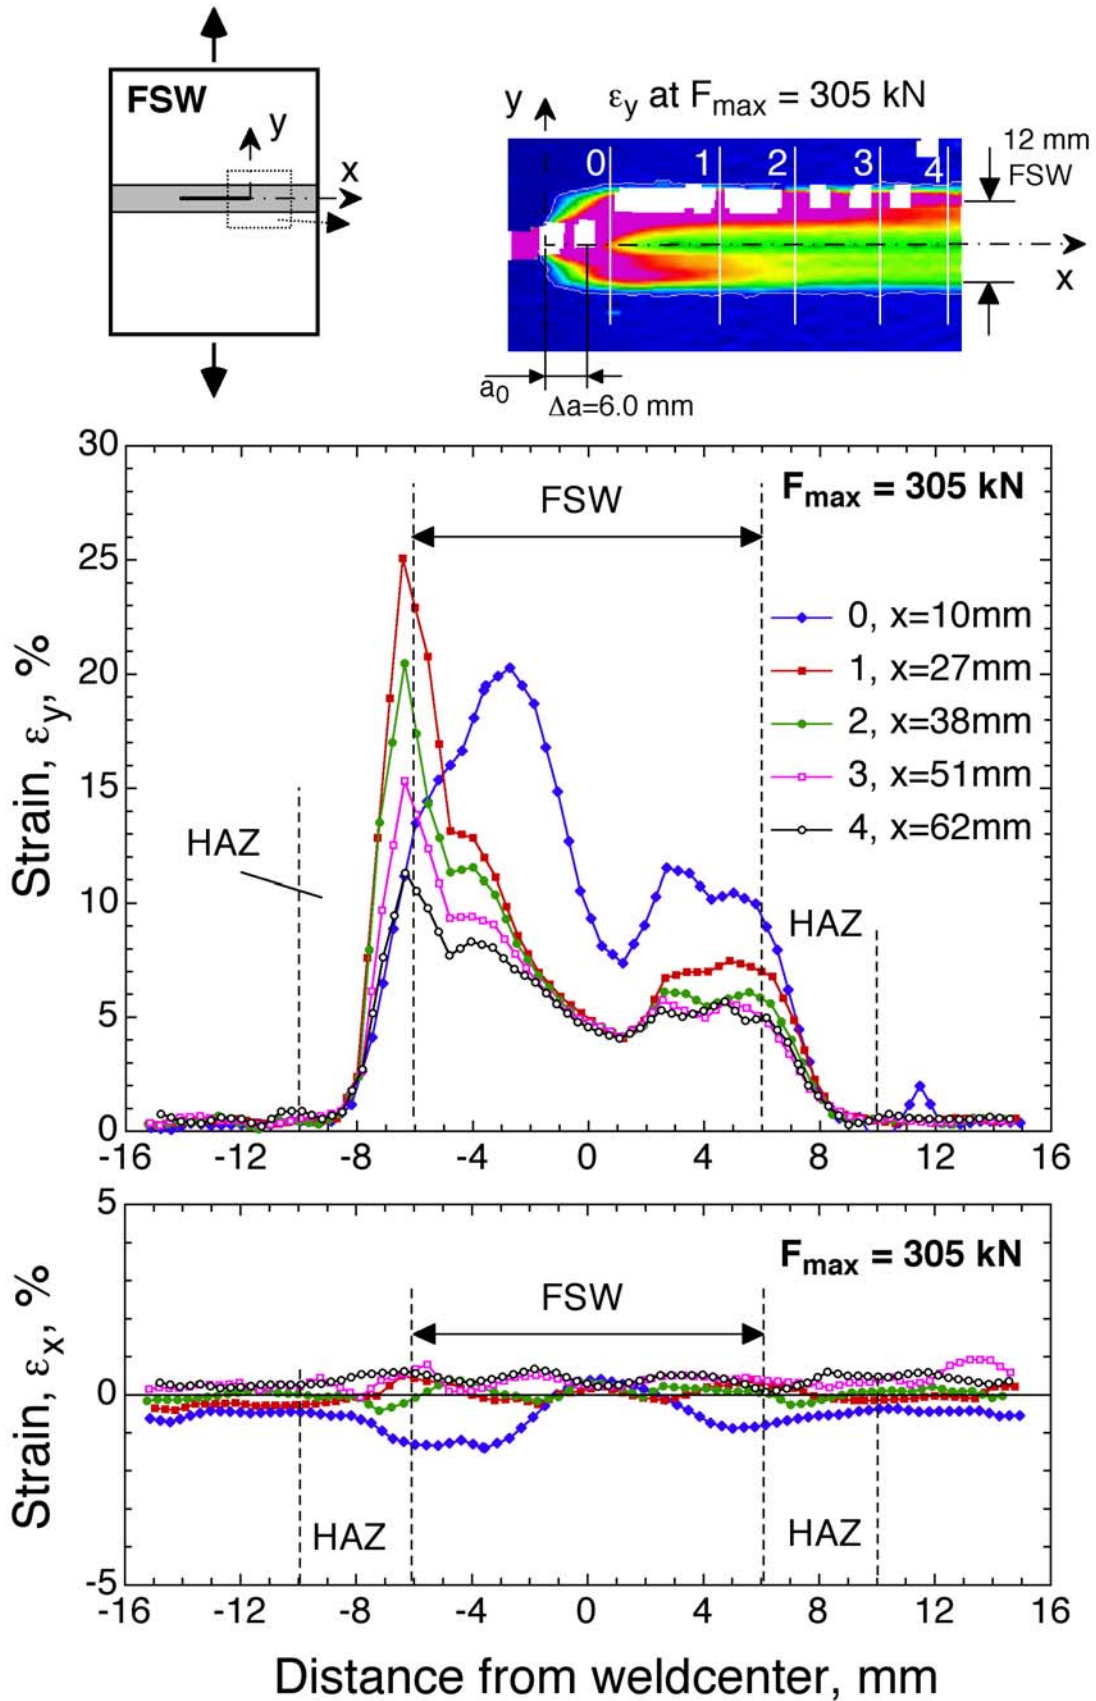 FSW
y
x
y
εy at Fmax = 305 kN
0 1 2 3 4
12 mm
FSW
x
a0
Δa=6.0 mm
30
25
20
15
10
5
0
Strain, εy, %
FSW
Fmax = 305 kN
0, x=10mm
1, x=27mm
2, x=38mm
3, x=51mm
4, x=62mm
HAZ
HAZ
-16 -12 -8 -4 0 4 8 12 16
5
0
-5
Strain, εx, %
Fmax = 305 kN
FSW
HAZ
HAZ
-16 -12 -8 -4 0 4 8 12 16
Distance from weldcenter, mm